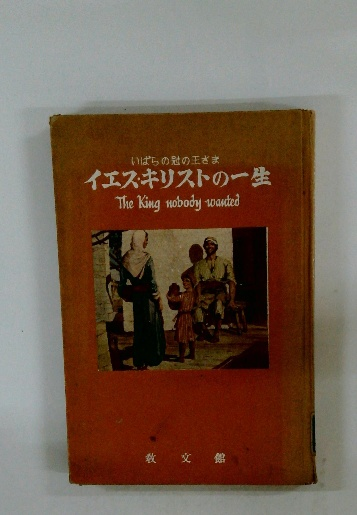 いばらの冠の王さま
イエス・キリストの一生
The King nobody wanted
教文館